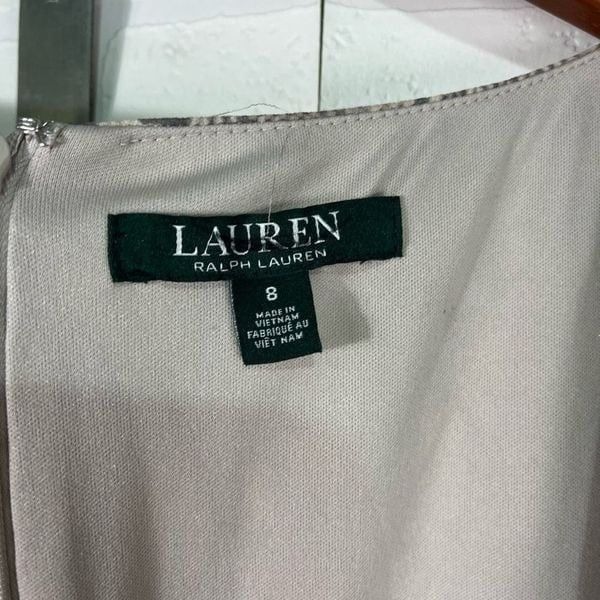 LAUREN
RALPH LAUREN
8
MADE IN
VIETNAM
FABRIQUÉ AU
VIÊT NAM